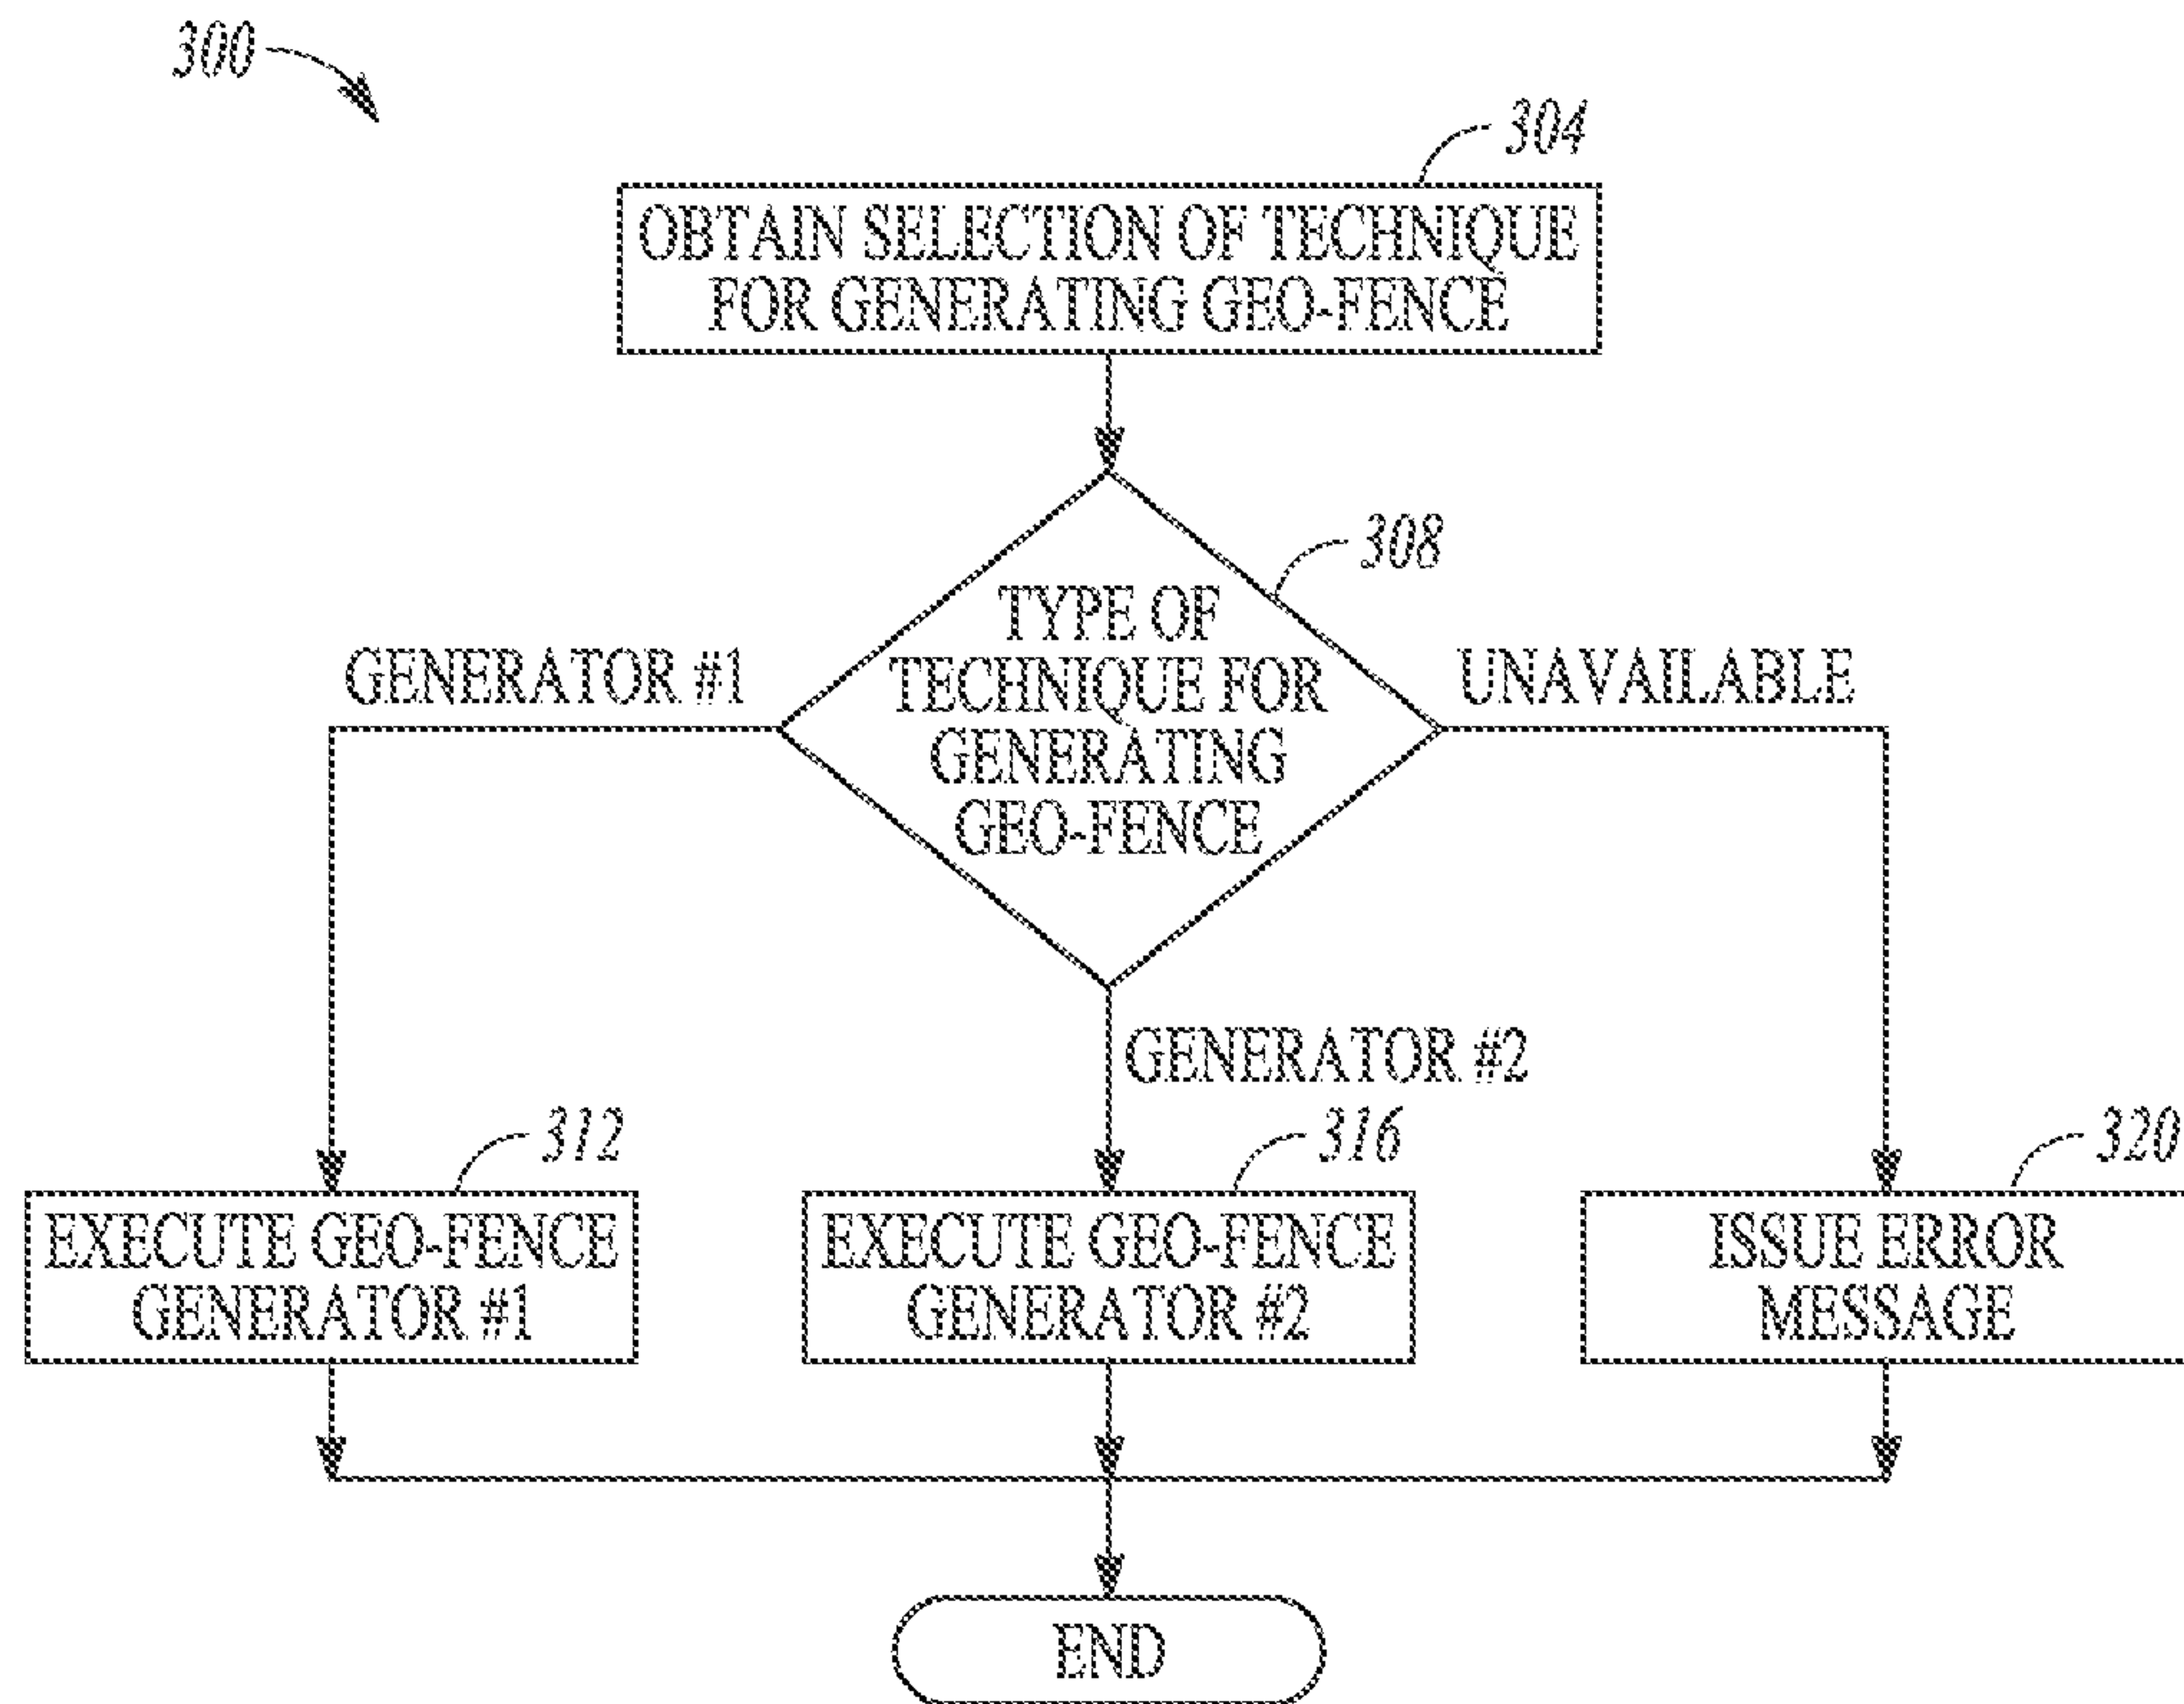 300
304
OBTAIN SELECTION OF TECHNIQUE
FOR GENERATING GEO-FENCE
308
TYPE OF
TECHNIQUE FOR
GENERATING
GEO-FENCE
GENERATOR #1
UNAVAILABLE
GENERATOR #2
312
EXECUTE GEO-FENCE
GENERATOR #1
316
EXECUTE GEO-FENCE
GENERATOR #2
320
ISSUE ERROR
MESSAGE
END